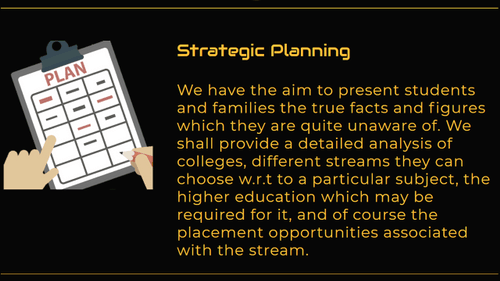 Strategic Planning
PLAN
We have the aim to present students
and families the true facts and figures
which they are quite unaware of. We
shall provide a detailed analysis of
colleges, different streams they can
choose w.r.t to a particular subject, the
higher education which may be
required for it, and of course the
placement opportunities associated
with the stream.